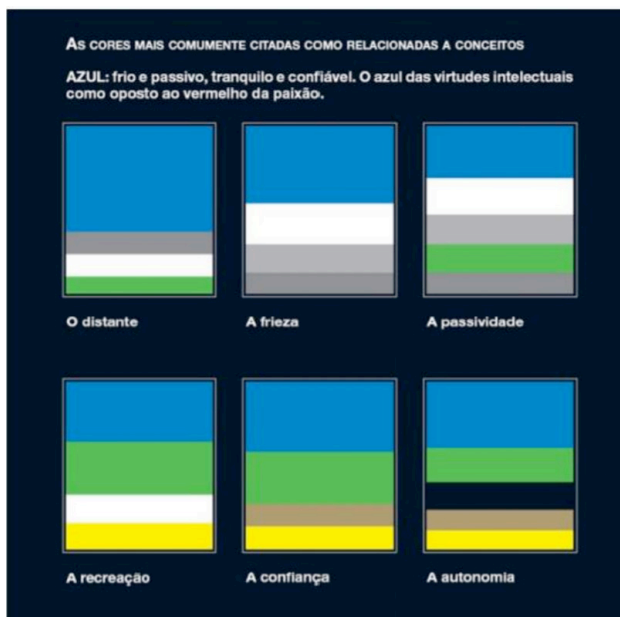 AS CORES MAIS COMUMENTE CITADAS COMO RELACIONADAS A CONCEITOS
AZUL: frio e passivo, tranquilo e confiável. O azul das virtudes intelectuais
como oposto ao vermelho da paixão.
O distante
A frieza
A passividade
A recreação
A confiança
A autonomia